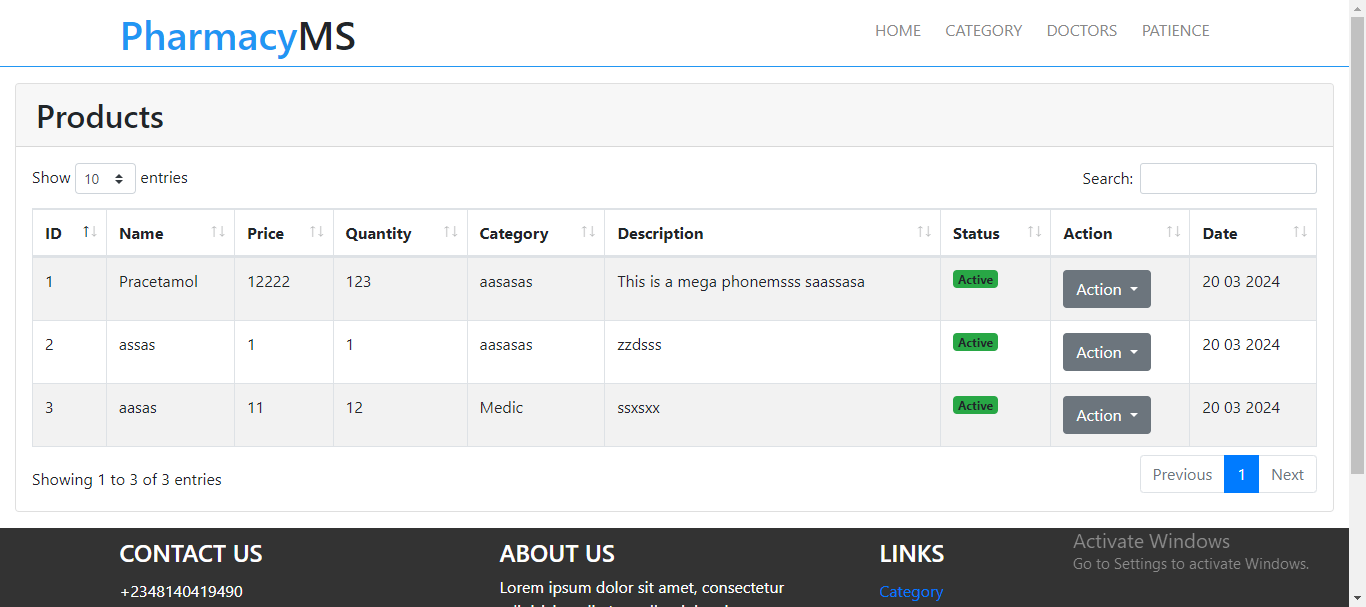 PharmacyMS
HOME CATEGORY DOCTORS PATIENCE
Products
Show 10 entries
Search:
ID Name Price Quantity Category Description Status Action Date
1 Pracetamol 12222 123 aasasas This is a mega phonemsss saassasa Active Action 20 03 2024
2 assas 1 1 aasasas zzdsss Active Action 20 03 2024
3 aasas 11 12 Medic ssxsxx Active Action 20 03 2024
Showing 1 to 3 of 3 entries
Previous 1 Next
CONTACT US
+2348140419490
ABOUT US
Lorem ipsum dolor sit amet, consectetur
LINKS
Category
Activate Windows
Go to Settings to activate Windows.